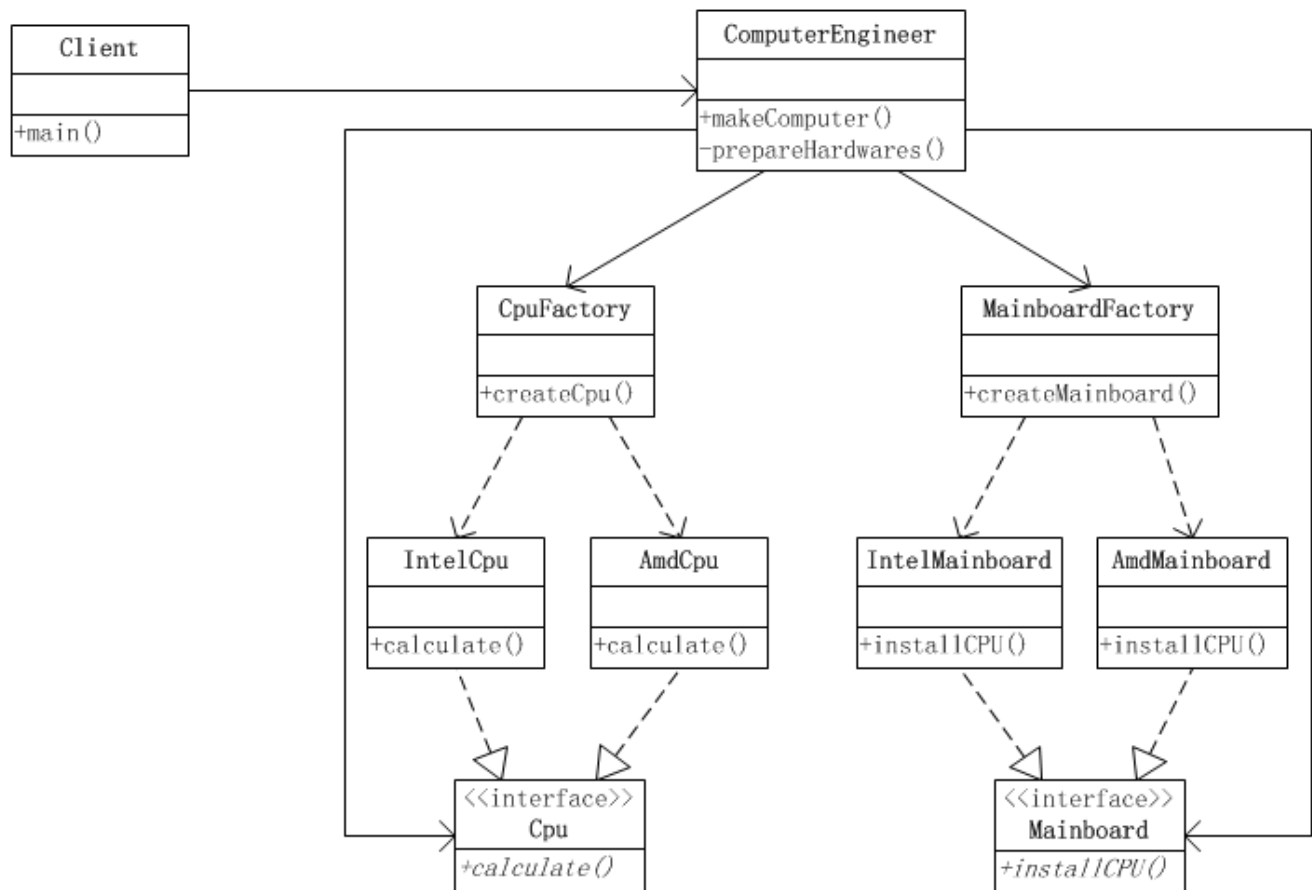 Client
+main()
ComputerEngineer
+makeComputer()
-prepareHardwares()
CpuFactory
+createCpu()
MainboardFactory
+createMainboard()
IntelCpu
+calculate()
AmdCpu
+calculate()
IntelMainboard
+installCPU()
AmdMainboard
+installCPU()
<<interface>>
Cpu
+calculate()
<<interface>>
Mainboard
+installCPU()